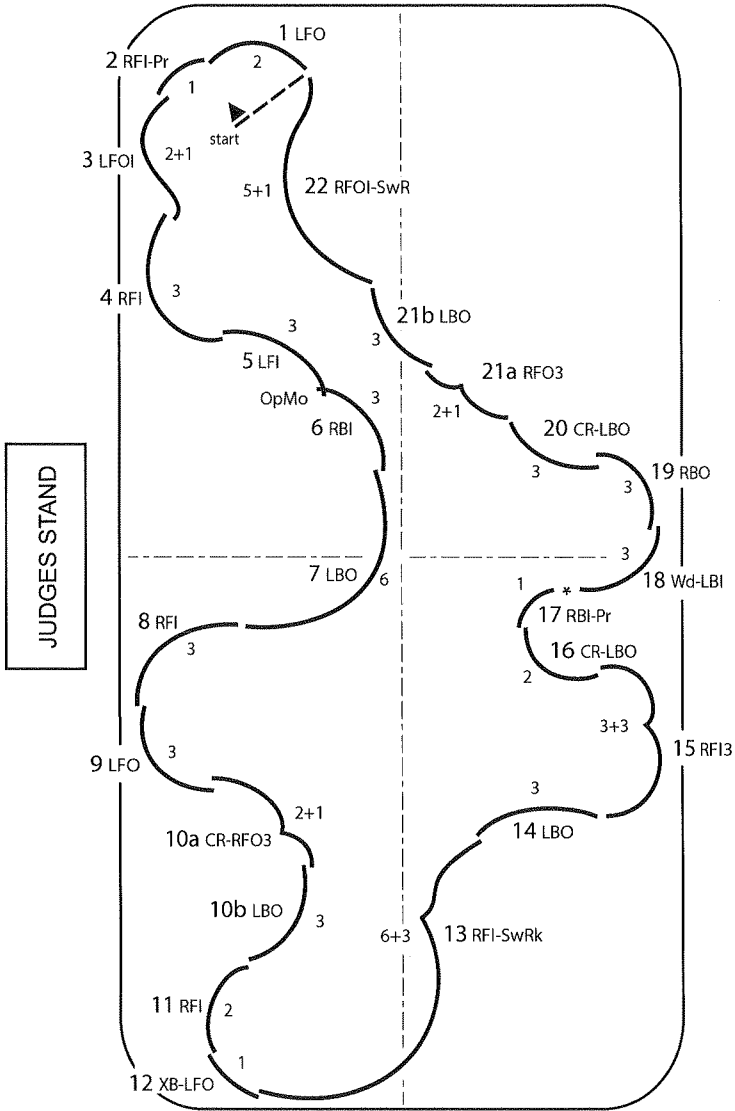 1 LFO
2
2 RFI-Pr
1
start
3 LFOI
2+1
5+1
22 RFOI-SwR
4 RFI
3
3
5 LFI
21b LBO
3
OpMo
3
6 RBI
21a RFO3
2+1
20 CR-LBO
3
19 RBO
3
JUDGES STAND
7 LBO
6
3
18 Wd-LBI
1
*
17 RBI-Pr
8 RFI
3
16 CR-LBO
2
3+3
15 RFI3
9 LFO
3
3
14 LBO
2+1
10a CR-RFO3
10b LBO
3
6+3
13 RFI-SwRk
11 RFI
2
1
12 XB-LFO